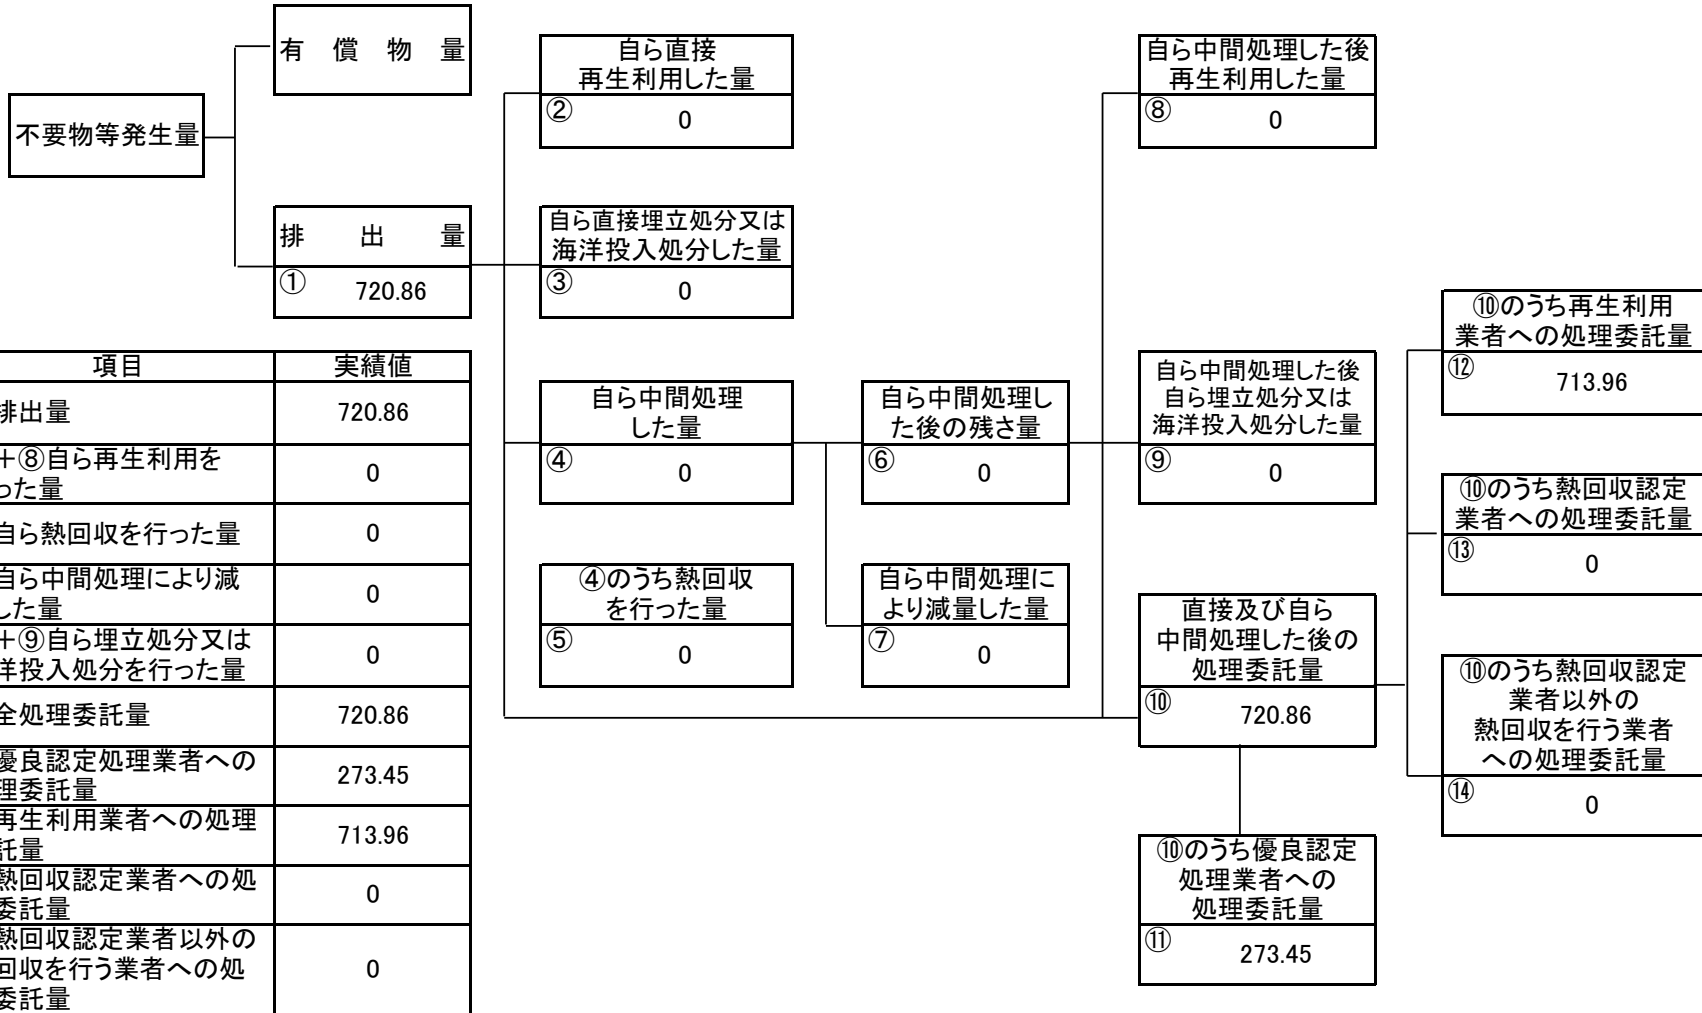 有償物量
不要物等発生量
排出量
①
720.86
自ら直接
再生利用した量
②
0
自ら直接埋立処分又は
海洋投入処分した量
③
0
自ら中間処理
した量
④
0
④のうち熱回収
を行った量
⑤
0
自ら中間処理し
た後の残さ量
⑥
0
自ら中間処理に
より減量した量
⑦
0
自ら中間処理した後
再生利用した量
⑧
0
自ら中間処理した後
自ら埋立処分又は
海洋投入処分した量
⑨
0
直接及び自ら
中間処理した後の
処理委託量
⑩
720.86
⑩のうち優良認定
処理業者への
処理委託量
⑪
273.45
⑩のうち再生利用
業者への処理委託量
⑫
713.96
⑩のうち熱回収認定
業者への処理委託量
⑬
0
⑩のうち熱回収認定
業者以外の
熱回収を行う業者
への処理委託量
⑭
0
項目
実績値
排出量
720.86
+⑧自ら再生利用を
った量
0
自ら熱回収を行った量
0
自ら中間処理により減
した量
0
+⑨自ら埋立処分又は
洋投入処分を行った量
0
全処理委託量
720.86
優良認定処理業者への
理委託量
273.45
再生利用業者への処理
託量
713.96
熱回収認定業者への処
委託量
0
熱回収認定業者以外の
回収を行う業者への処
委託量
0